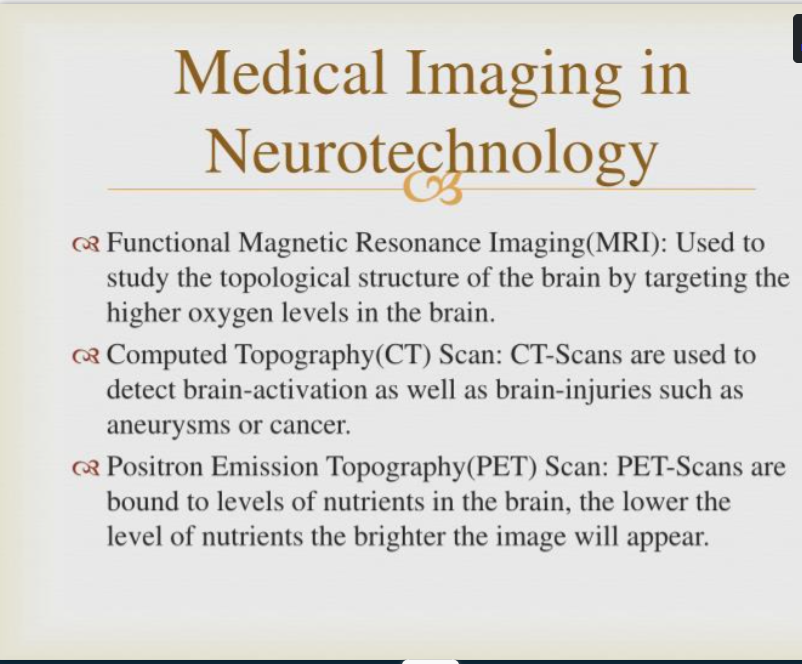 Medical Imaging in
Neurotechnology
Functional Magnetic Resonance Imaging(MRI): Used to
study the topological structure of the brain by targeting the
higher oxygen levels in the brain.
Computed Topography(CT) Scan: CT-Scans are used to
detect brain-activation as well as brain-injuries such as
aneurysms or cancer.
Positron Emission Topography(PET) Scan: PET-Scans are
bound to levels of nutrients in the brain, the lower the
level of nutrients the brighter the image will appear.